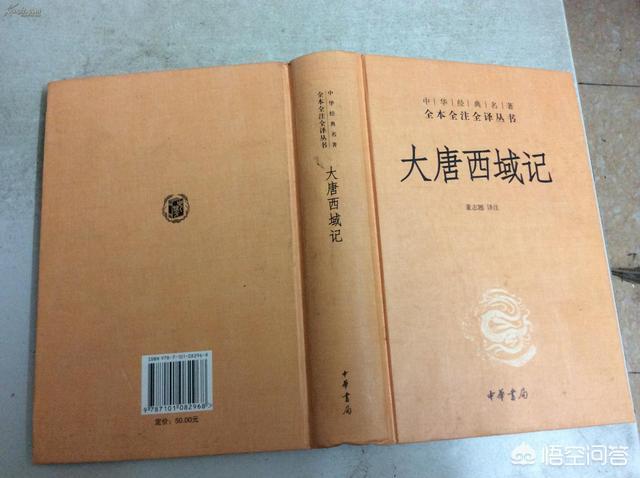 中华经典名著
全本全注全译丛书
大唐西域记
董志翘 译注
中华书局
中华经典名著
全本全注全译丛书
大唐西域记
中华书局
ISBN 978-7-101-08296-8
9787101082968
定价：50.00元
悟空问答